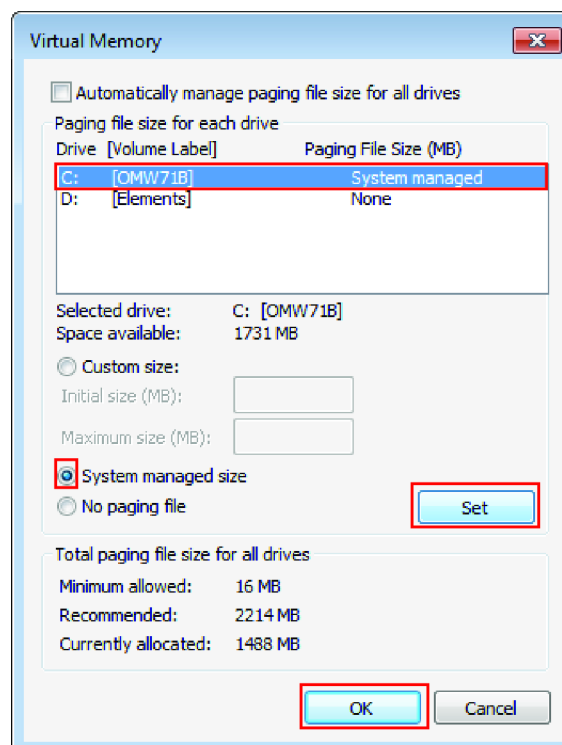 Virtual Memory
Automatically manage paging file size for all drives
Paging file size for each drive
Drive [Volume Label] Paging File Size (MB)
C: [OMW71B] System managed
D: [Elements] None
Selected drive: C: [OMW71B]
Space available: 1731 MB
Custom size:
Initial size (MB):
Maximum size (MB):
System managed size
No paging file
Set
Total paging file size for all drives
Minimum allowed: 16 MB
Recommended: 2214 MB
Currently allocated: 1488 MB
OK Cancel